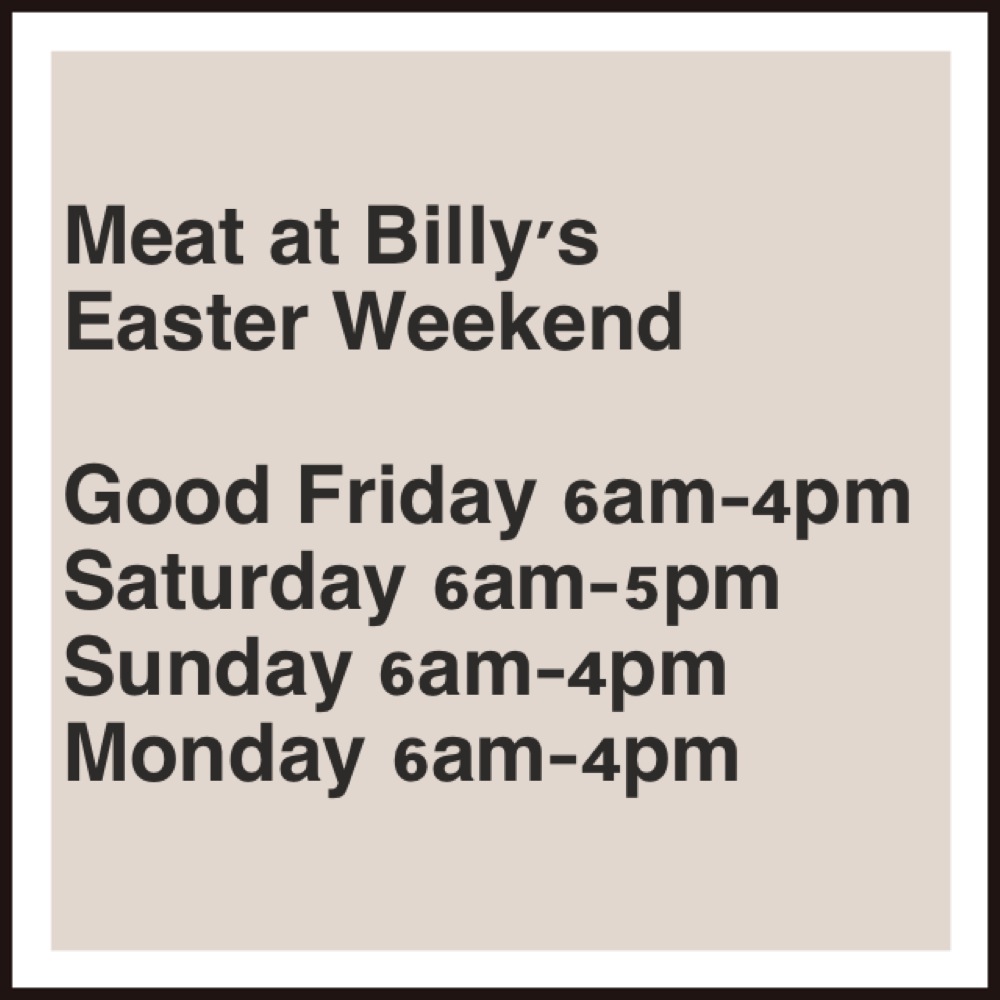 Meat at Billy's
Easter Weekend
Good Friday 6am-4pm
Saturday 6am-5pm
Sunday 6am-4pm
Monday 6am-4pm